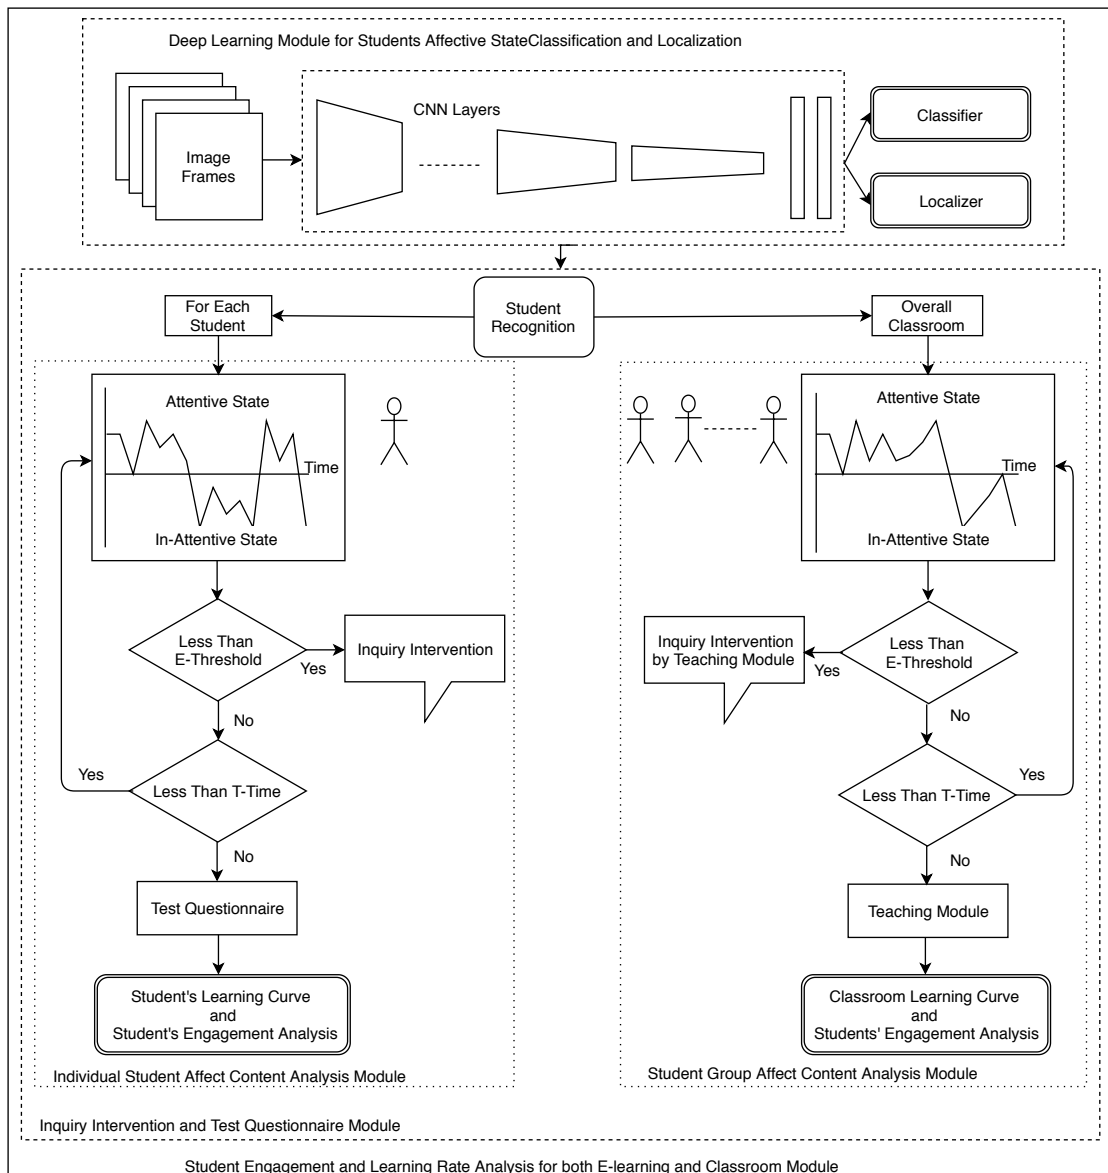 Deep Learning Module for Students Affective StateClassification and Localization
Image
Frames
CNN Layers
Classifier
Localizer
Student
Recognition
For Each
Student
Overall
Classroom
Attentive State
Time
In-Attentive State
Attentive State
Time
In-Attentive State
Less Than
E-Threshold
Yes
Inquiry Intervention
No
Less Than T-Time
Yes
No
Test Questionnaire
Student's Learning Curve
and
Student's Engagement Analysis
Individual Student Affect Content Analysis Module
Inquiry Intervention
by Teaching Module
Yes
Less Than
E-Threshold
No
Less Than T-Time
Yes
No
Teaching Module
Classroom Learning Curve
and
Students' Engagement Analysis
Student Group Affect Content Analysis Module
Inquiry Intervention and Test Questionnaire Module
Student Engagement and Learning Rate Analysis for both E-learning and Classroom Module